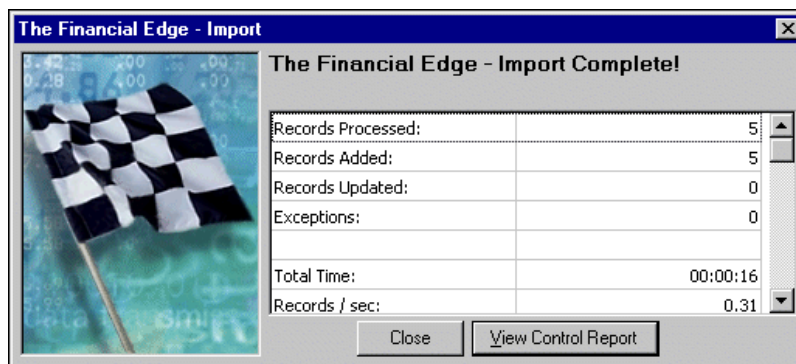 The Financial Edge - Import
The Financial Edge - Import Complete!
Records Processed: 5
Records Added: 5
Records Updated: 0
Exceptions: 0
Total Time: 00:00:16
Records / sec: 0.31
Close View Control Report